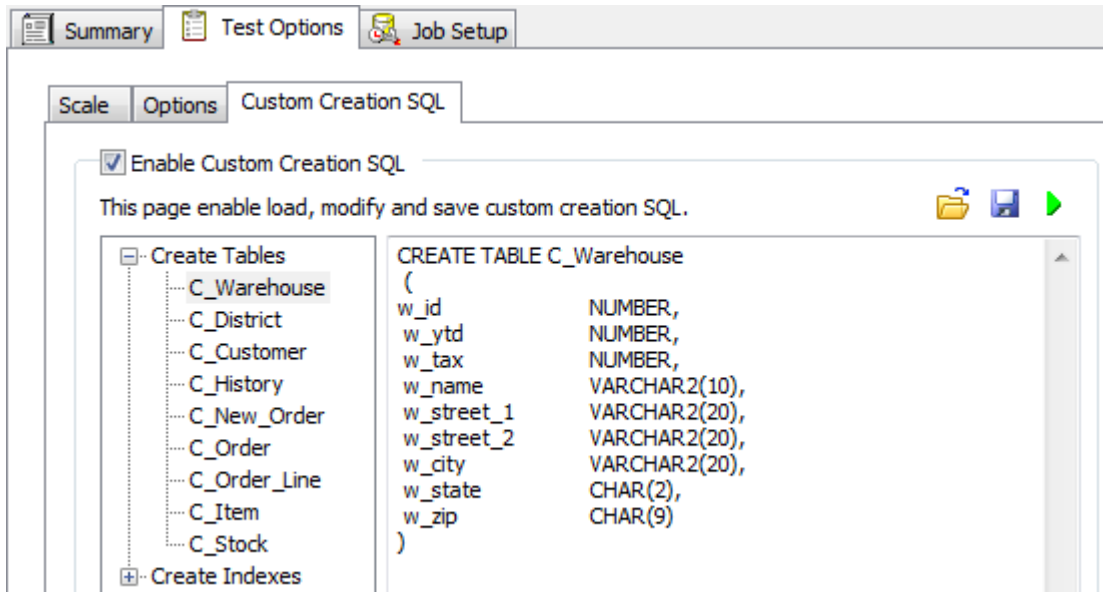 Summary Test Options Job Setup
Scale Options Custom Creation SQL
Enable Custom Creation SQL
This page enable load, modify and save custom creation SQL.
Create Tables
C_Warehouse
C_District
C_Customer
C_History
C_New_Order
C_Order
C_Order_Line
C_Item
C_Stock
Create Indexes
CREATE TABLE C_Warehouse
(
w_id NUMBER,
w_ytd NUMBER,
w_tax NUMBER,
w_name VARCHAR2(10),
w_street_1 VARCHAR2(20),
w_street_2 VARCHAR2(20),
w_city VARCHAR2(20),
w_state CHAR(2),
w_zip CHAR(9)
)